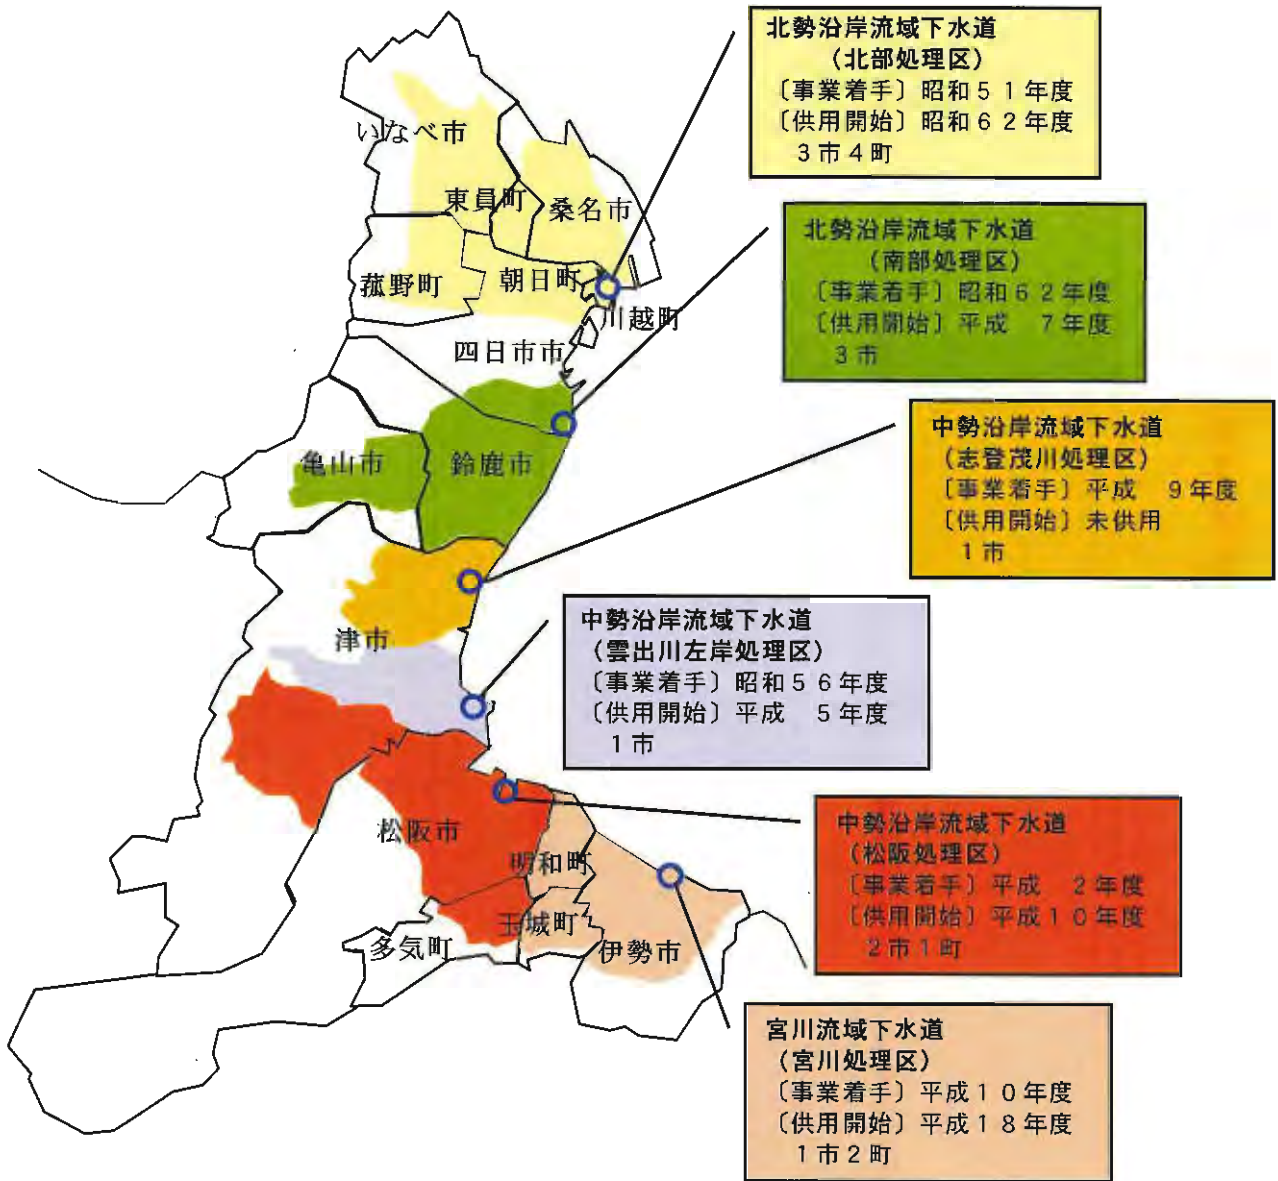 北勢沿岸流域下水道
(北部処理区)
〔事業着手〕昭和51年度
〔供用開始〕昭和62年度
3市4町
いなべ市
東員町
桑名市
菰野町
朝日町
川越町
四日市市
北勢沿岸流域下水道
(南部処理区)
〔事業着手〕昭和62年度
〔供用開始〕平成 7年度
3市
亀山市
鈴鹿市
中勢沿岸流域下水道
(志登茂川処理区)
〔事業着手〕平成 9年度
〔供用開始〕未供用
1市
津市
中勢沿岸流域下水道
(雲出川左岸処理区)
〔事業着手〕昭和56年度
〔供用開始〕平成 5年度
1市
松阪市
明和町
玉城町
多気町
伊勢市
中勢沿岸流域下水道
(松阪処理区)
〔事業着手〕平成 2年度
〔供用開始〕平成10年度
2市1町
宮川流域下水道
(宮川処理区)
〔事業着手〕平成10年度
〔供用開始〕平成18年度
1市2町